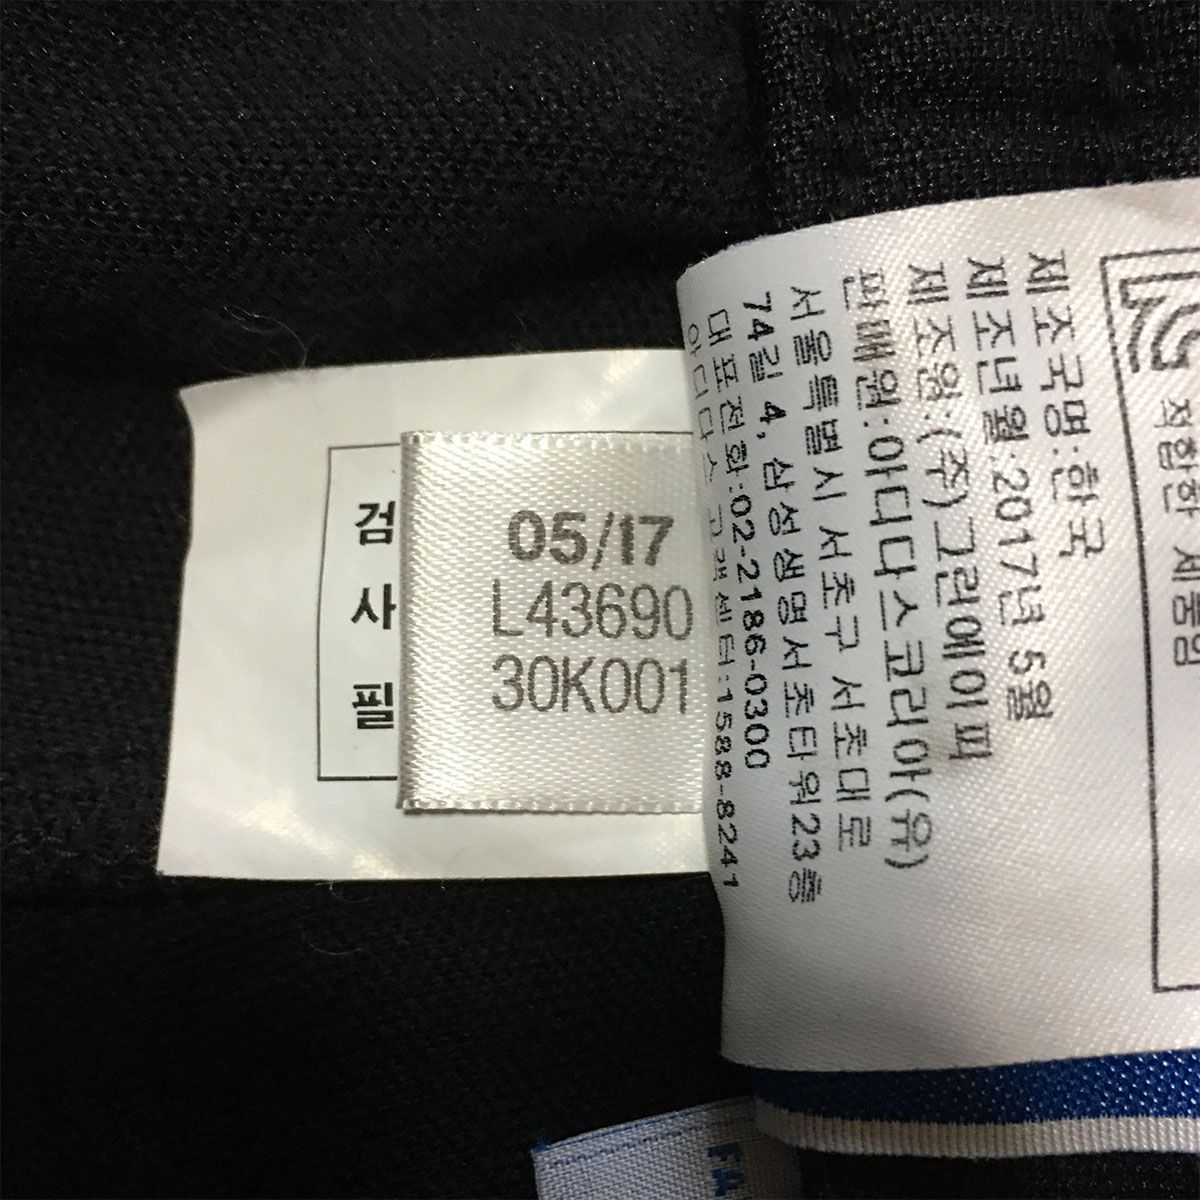 검
사
필
05/17
L43690
30K001
적합한 제품임
제조국명:한국
제조년월:2017년 5월
제조원:(주)그린에이피
판매원:아디다스코리아(유)
서울특별시 서초구 서초대로
74길 4, 삼성생명서초타워23층
대표전화:02-2186-0300
아디다스고객센터:1588-8241